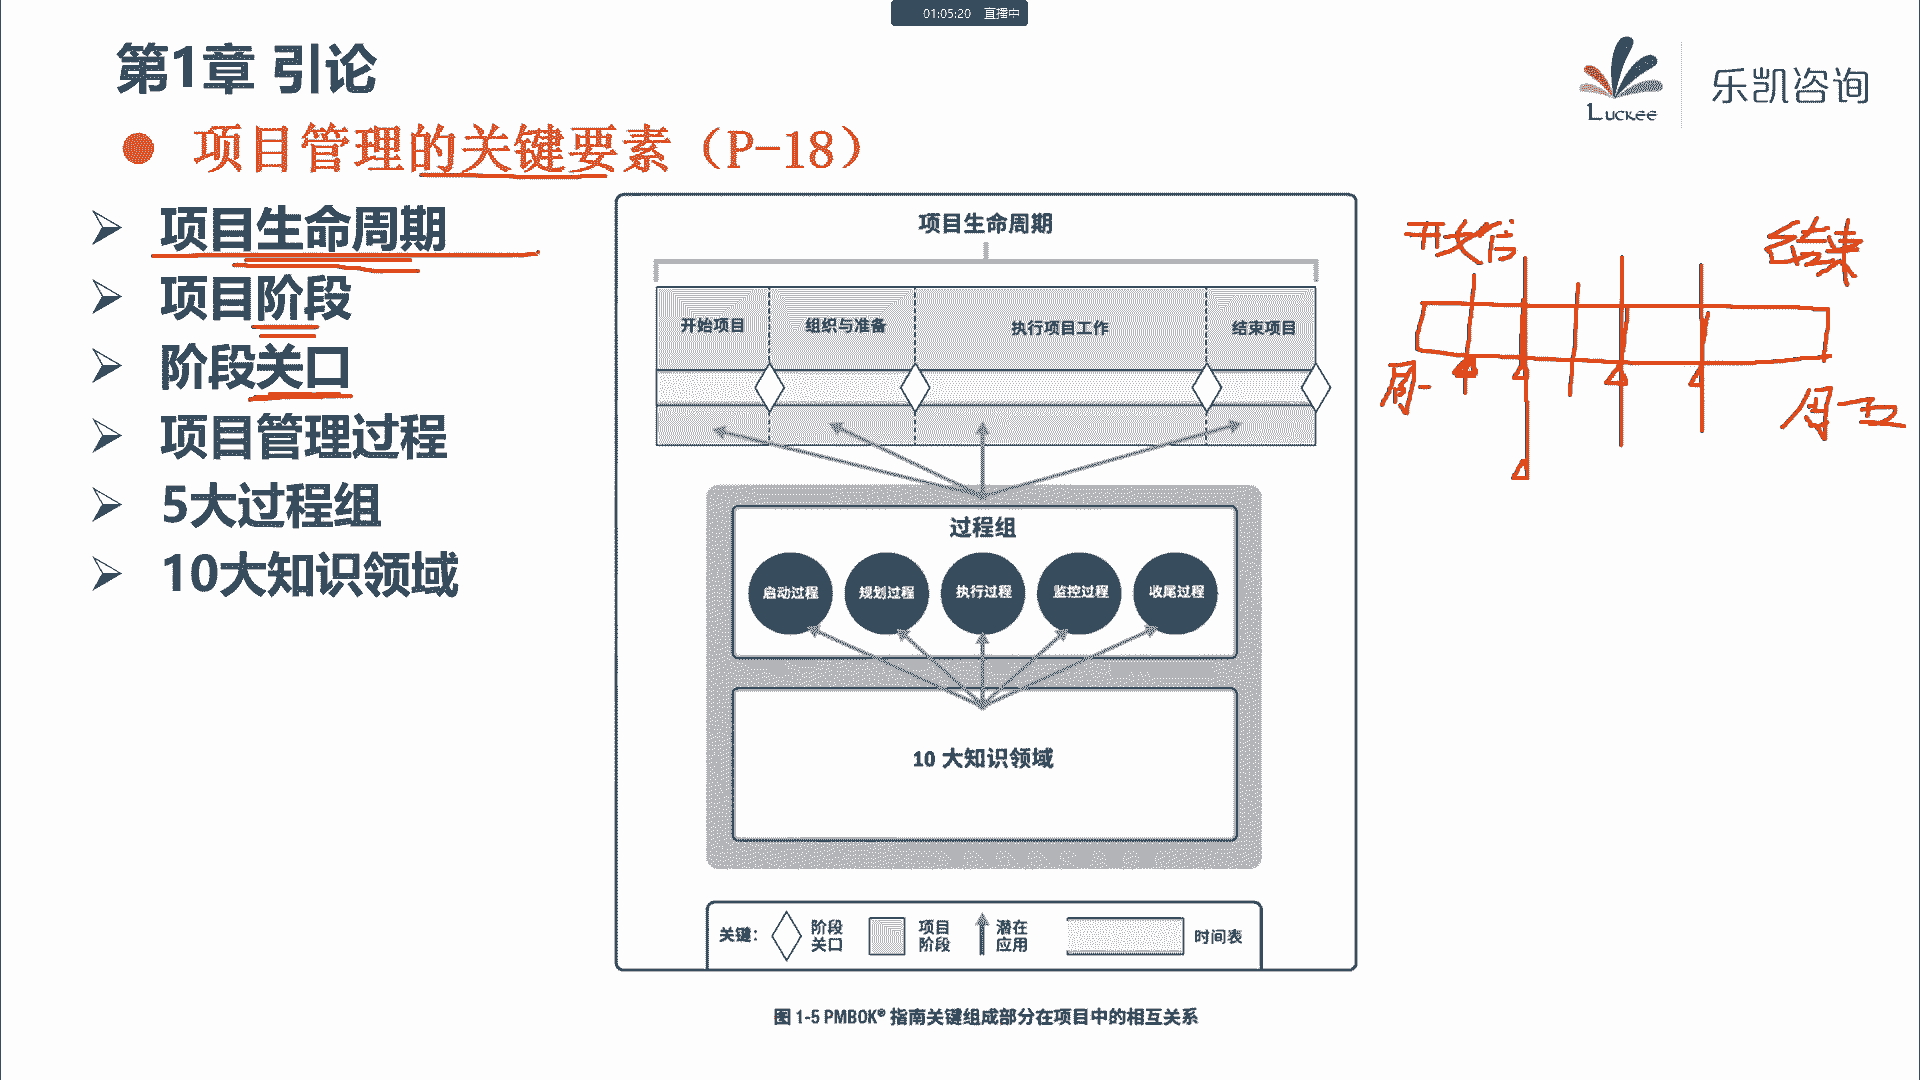 01:05:20 直播中
第1章 引论
Luckee 乐凯咨询
项目管理的关键要素（P-18）
项目生命周期
项目阶段
阶段关口
项目管理过程
5大过程组
10大知识领域
项目生命周期
开始项目 组织与准备 执行项目工作 结束项目
过程组
启动过程 规划过程 执行过程 监控过程 收尾过程
10 大知识领域
关键： 阶段关口 项目阶段 潜在应用 时间表
图 1-5 PMBOK® 指南关键组成部分在项目中的相互关系
开始 结束
周一 周五